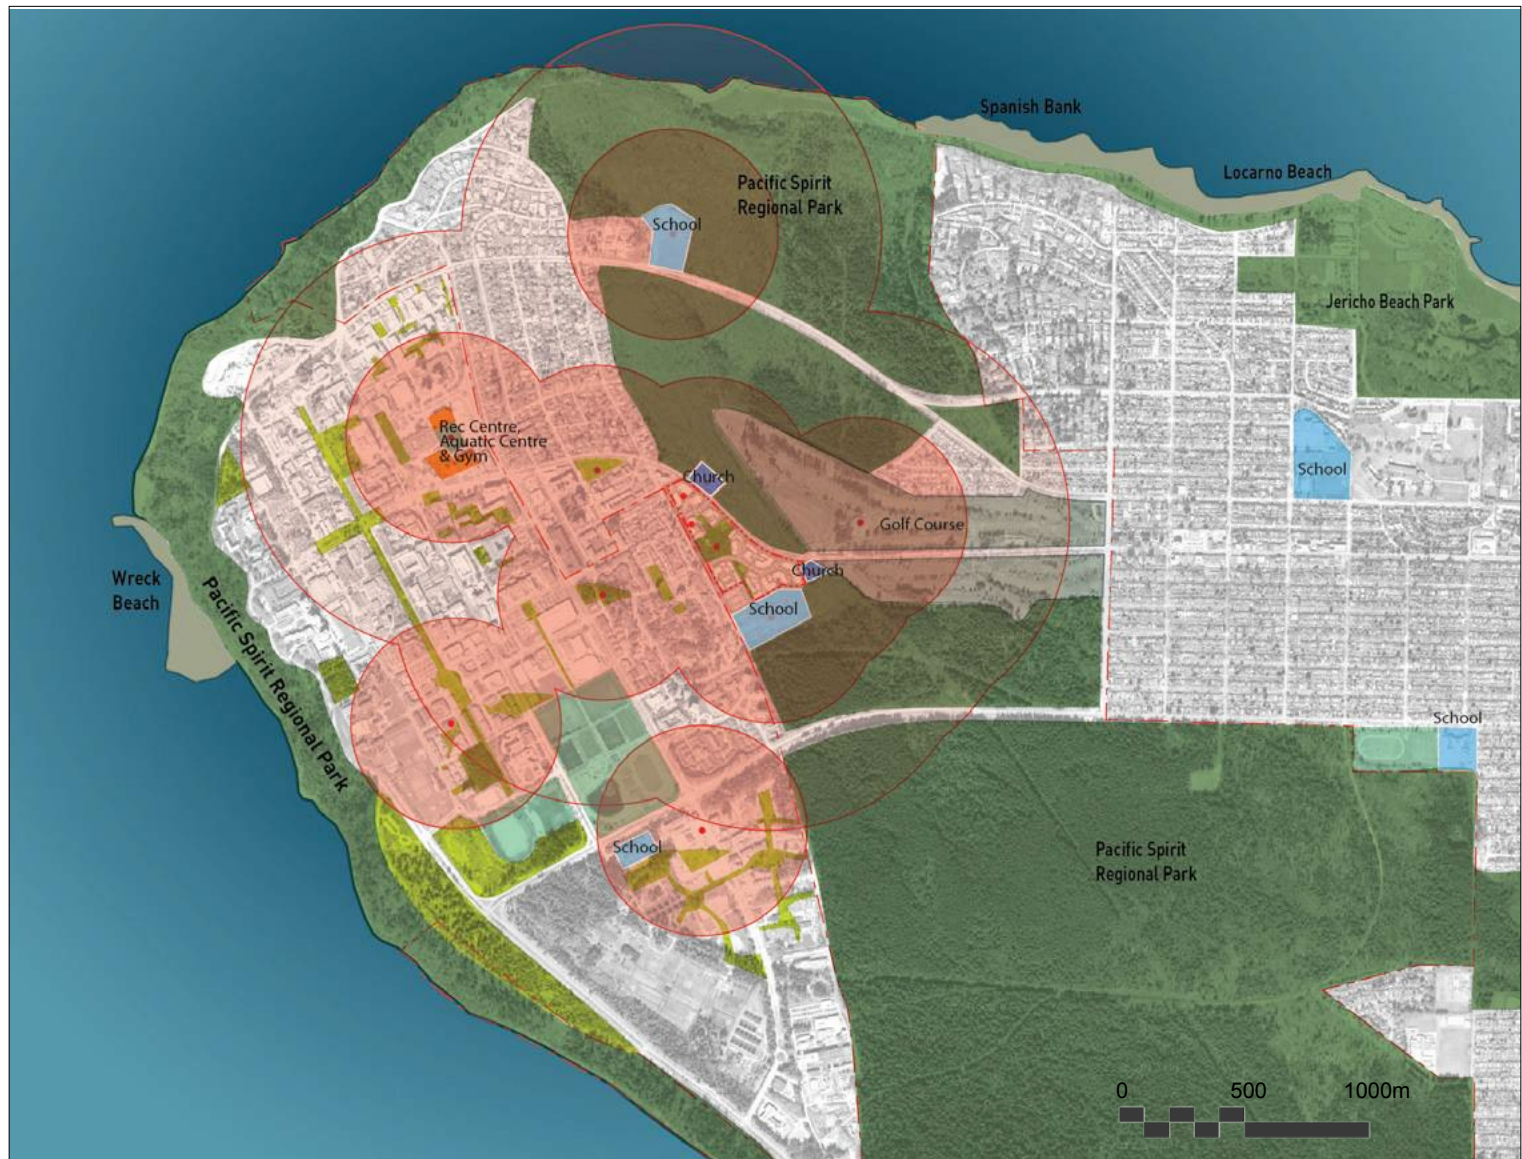 Spanish Bank
Locarno Beach
Pacific Spirit
Regional Park
School
Jericho Beach Park
Rec Centre,
Aquatic Centre
& Gym
Church
School
Golf Course
Church
Wreck
Beach
School
Pacific Spirit Regional Park
School
School
Pacific Spirit
Regional Park
0 500 1000m